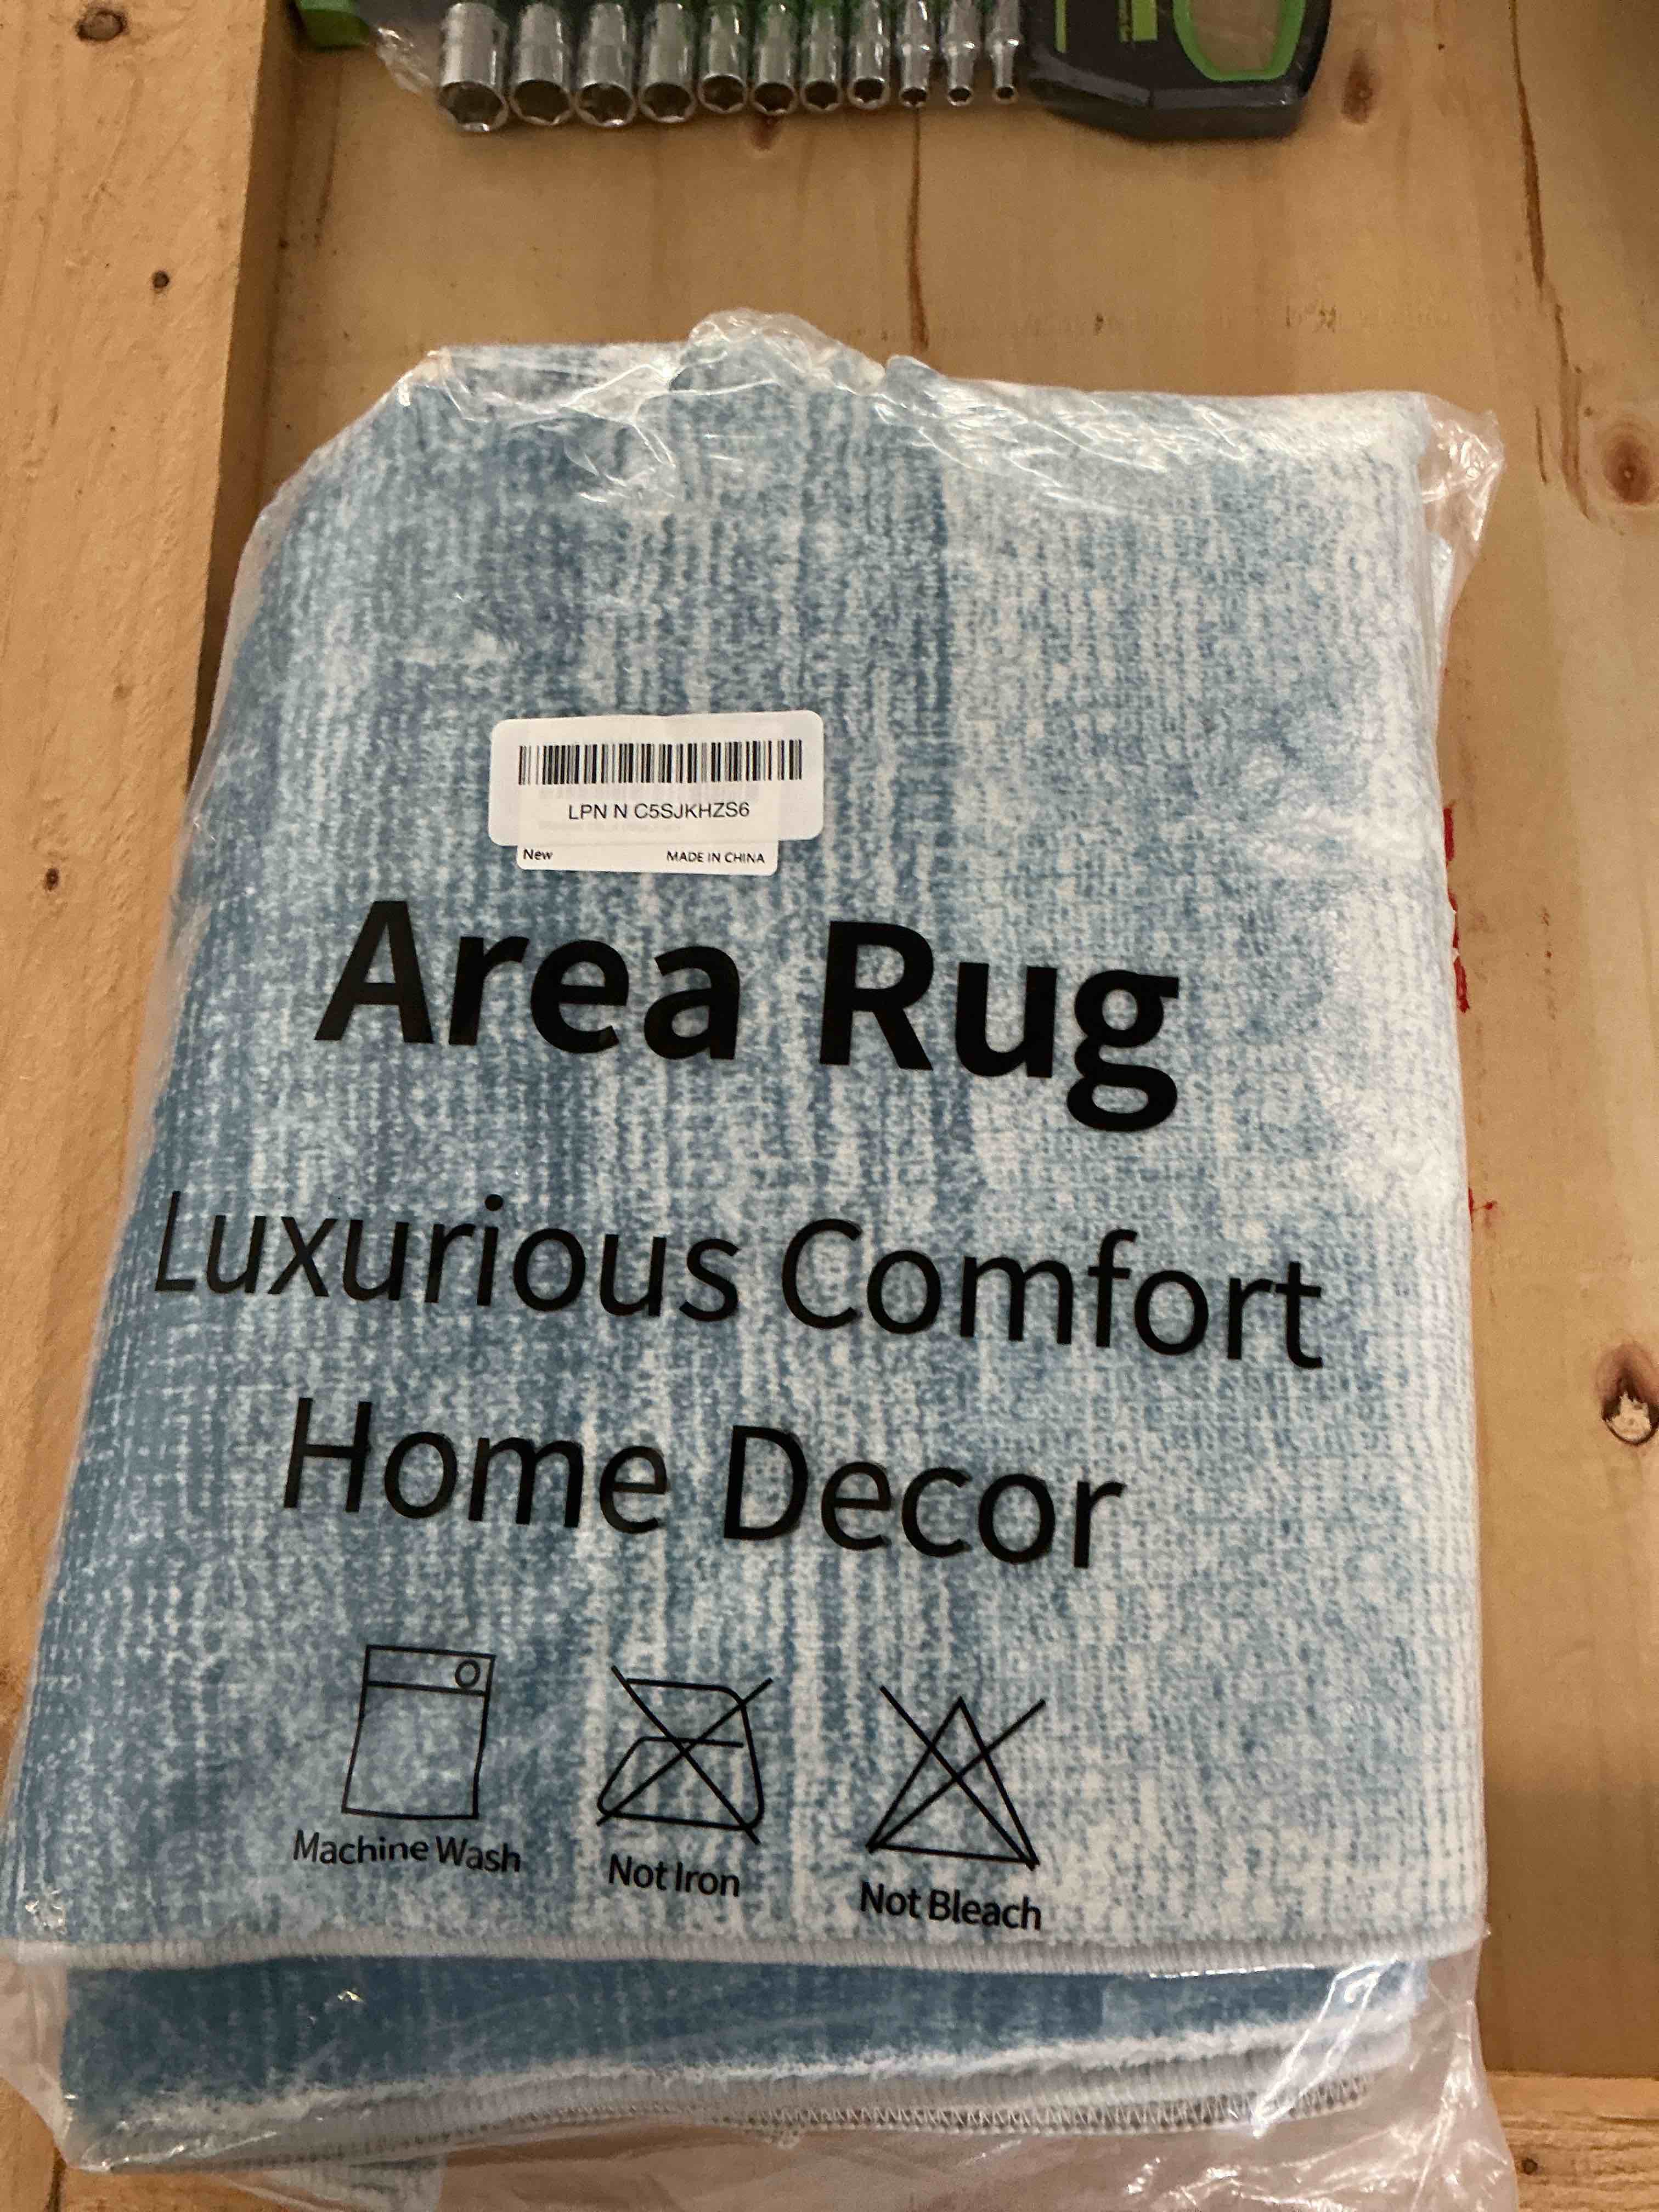 LPN N C5SJKHZS6
New MADE IN CHINA
Area Rug
Luxurious Comfort
Home Decor
Machine Wash Not Iron Not Bleach